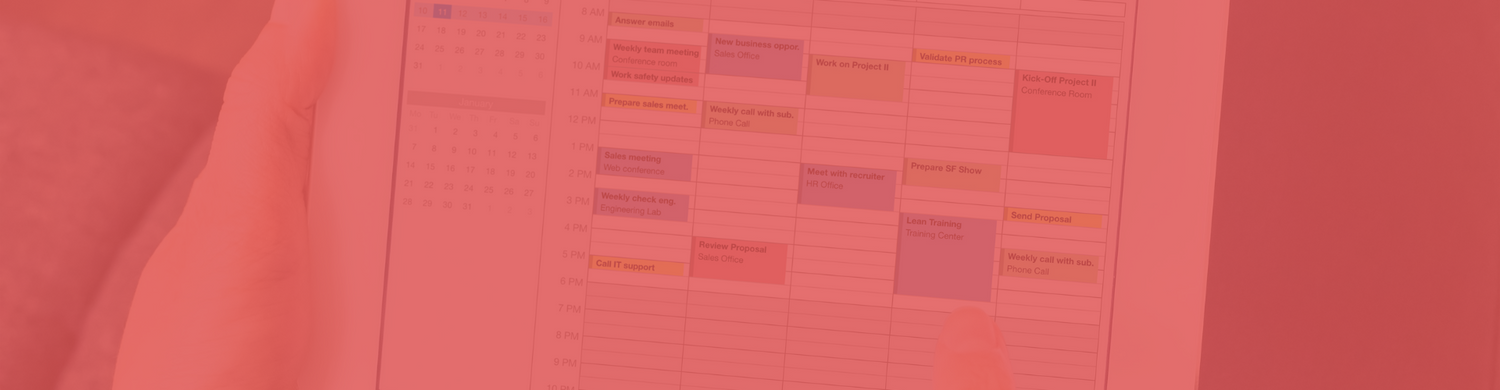 10 11 12 13 14 15 16
17 18 19 20 21 22 23
24 25 26 27 28 29 30
31
1 2 3 4 5 6
7 8 9 10 11 12 13
14 15 16 17 18 19 20
21 22 23 24 25 26 27
28 29 30 31
8 AM
9 AM
10 AM
11 AM
12 PM
1 PM
2 PM
3 PM
4 PM
5 PM
6 PM
7 PM
8 PM
9 PM
10 PM
Answer emails
Weekly team meeting
Conference room
Work safety updates
Prepare sales meet.
Sales meeting
Web conference
Weekly check eng.
Engineering Lab
Call IT support
New business oppor.
Sales Office
Weekly call with sub.
Phone Call
Review Proposal
Sales Office
Work on Project II
Meet with recruiter
HR Office
Validate PR process
Prepare SF Show
Lean Training
Training Center
Kick-Off Project II
Conference Room
Send Proposal
Weekly call with sub.
Phone Call